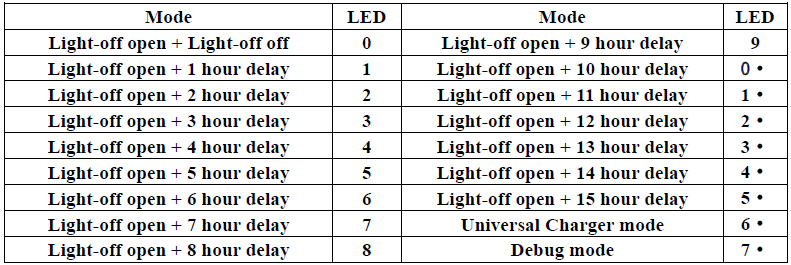 Mode LED Mode LED
Light-off open + Light-off off 0 Light-off open + 9 hour delay 9
Light-off open + 1 hour delay 1 Light-off open + 10 hour delay 0 •
Light-off open + 2 hour delay 2 Light-off open + 11 hour delay 1 •
Light-off open + 3 hour delay 3 Light-off open + 12 hour delay 2 •
Light-off open + 4 hour delay 4 Light-off open + 13 hour delay 3 •
Light-off open + 5 hour delay 5 Light-off open + 14 hour delay 4 •
Light-off open + 6 hour delay 6 Light-off open + 15 hour delay 5 •
Light-off open + 7 hour delay 7 Universal Charger mode 6 •
Light-off open + 8 hour delay 8 Debug mode 7 •